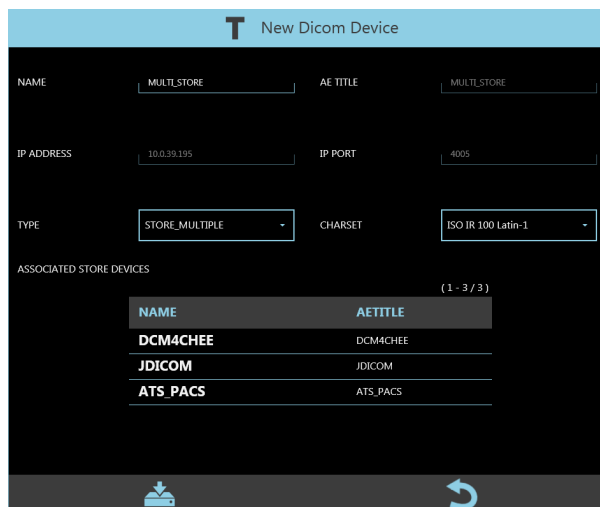 T New Dicom Device
NAME MULTI_STORE AE TITLE MULTI_STORE
IP ADDRESS 10.0.39.195 IP PORT 4005
TYPE STORE_MULTIPLE CHARSET ISO IR 100 Latin-1
ASSOCIATED STORE DEVICES
( 1 - 3 / 3 )
NAME AETITLE
DCM4CHEE DCM4CHEE
JDICOM JDICOM
ATS_PACS ATS_PACS